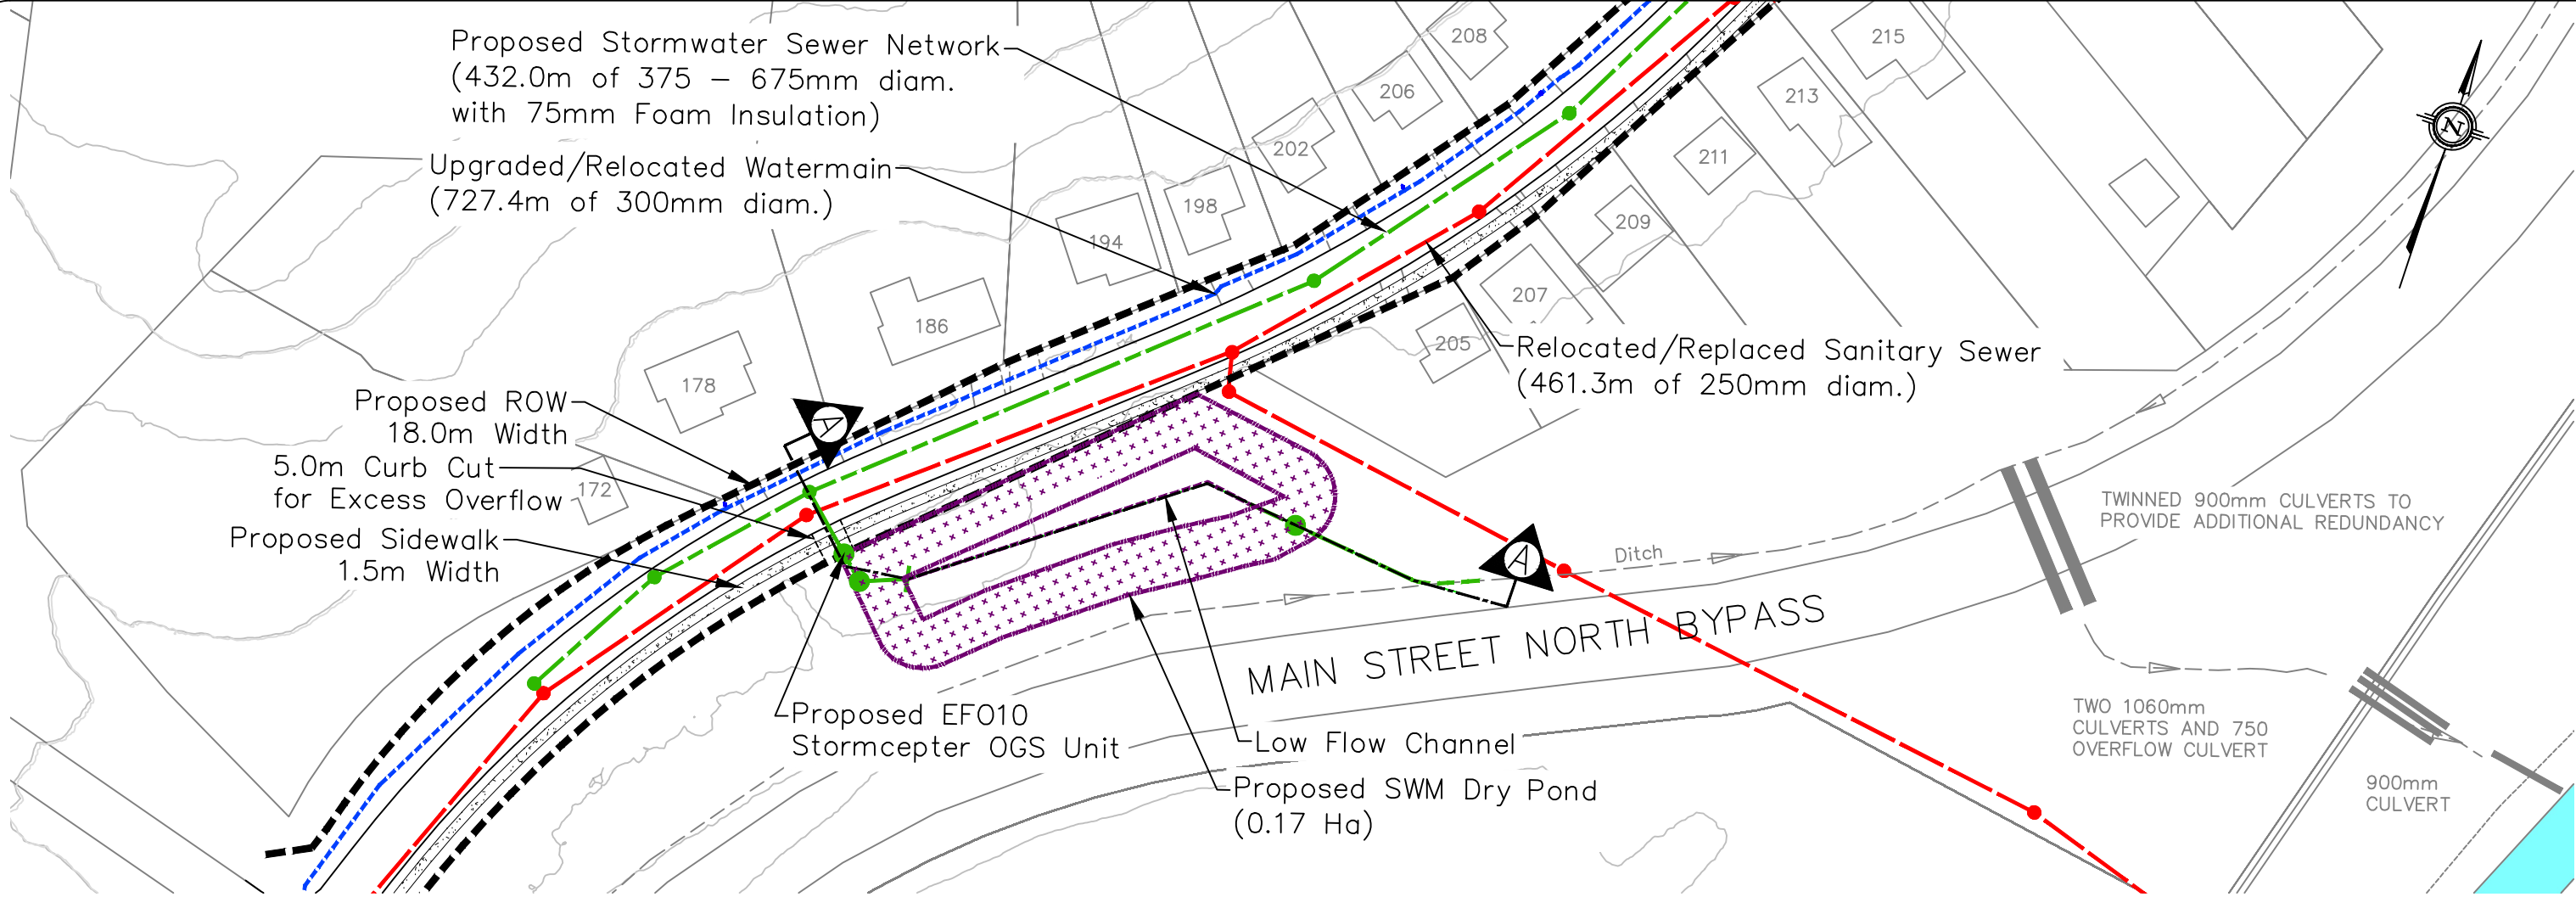 Proposed Stormwater Sewer Network
(432.0m of 375 – 675mm diam.
with 75mm Foam Insulation)
Upgraded/Relocated Watermain
(727.4m of 300mm diam.)
208
206
202
198
194
186
178
172
215
213
211
209
207
205
N
Relocated/Replaced Sanitary Sewer
(461.3m of 250mm diam.)
Proposed ROW
18.0m Width
5.0m Curb Cut
for Excess Overflow
Proposed Sidewalk
1.5m Width
A
A
Ditch
TWINNED 900mm CULVERTS TO
PROVIDE ADDITIONAL REDUNDANCY
MAIN STREET NORTH BYPASS
Proposed EFO10
Stormcepter OGS Unit
Low Flow Channel
Proposed SWM Dry Pond
(0.17 Ha)
TWO 1060mm
CULVERTS AND 750
OVERFLOW CULVERT
900mm
CULVERT